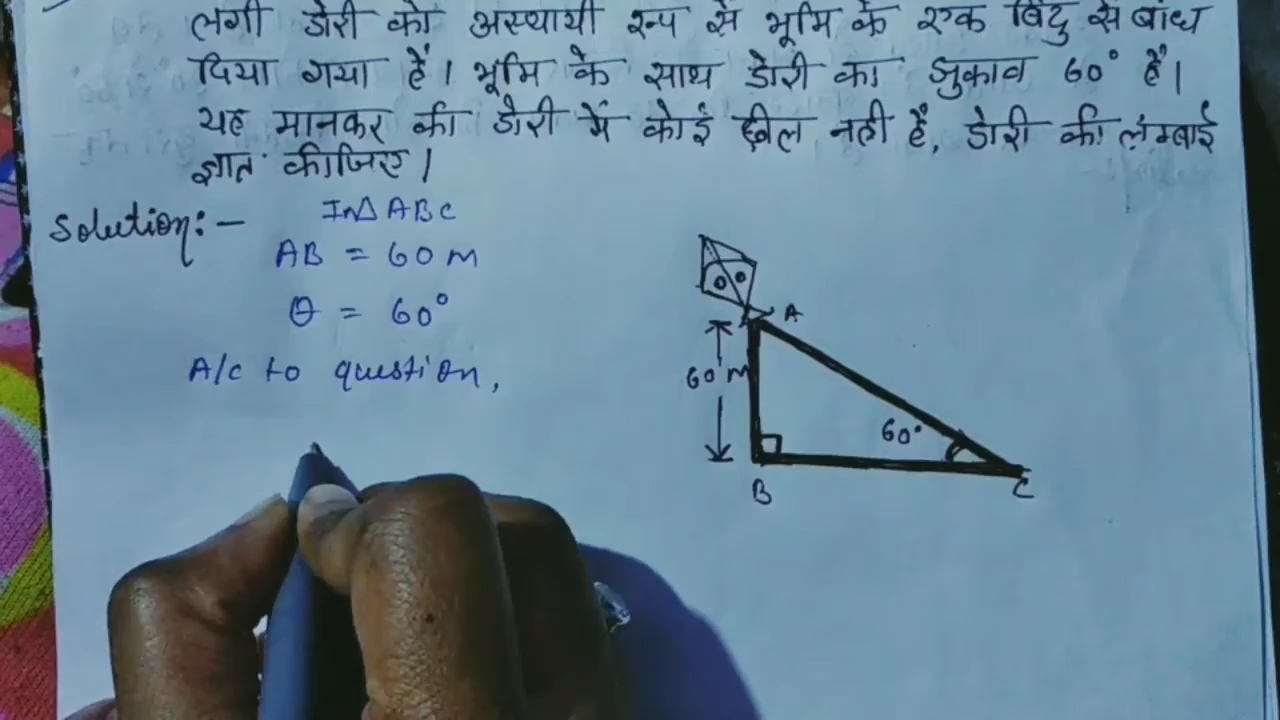 लगी डोरी को अस्थायी रूप से भूमि के एक बिंदु से बांध
दिया गया है। भूमि के साथ डोरी का झुकाव 60° है।
यह मानकर की डोरी में कोई ढील नही है, डोरी की लंम्बाई
ज्ञात कीजिए।
Solution:-
In Δ ABC
AB = 60 M
θ = 60°
A/c to question,
A
60 M
60°
B
C